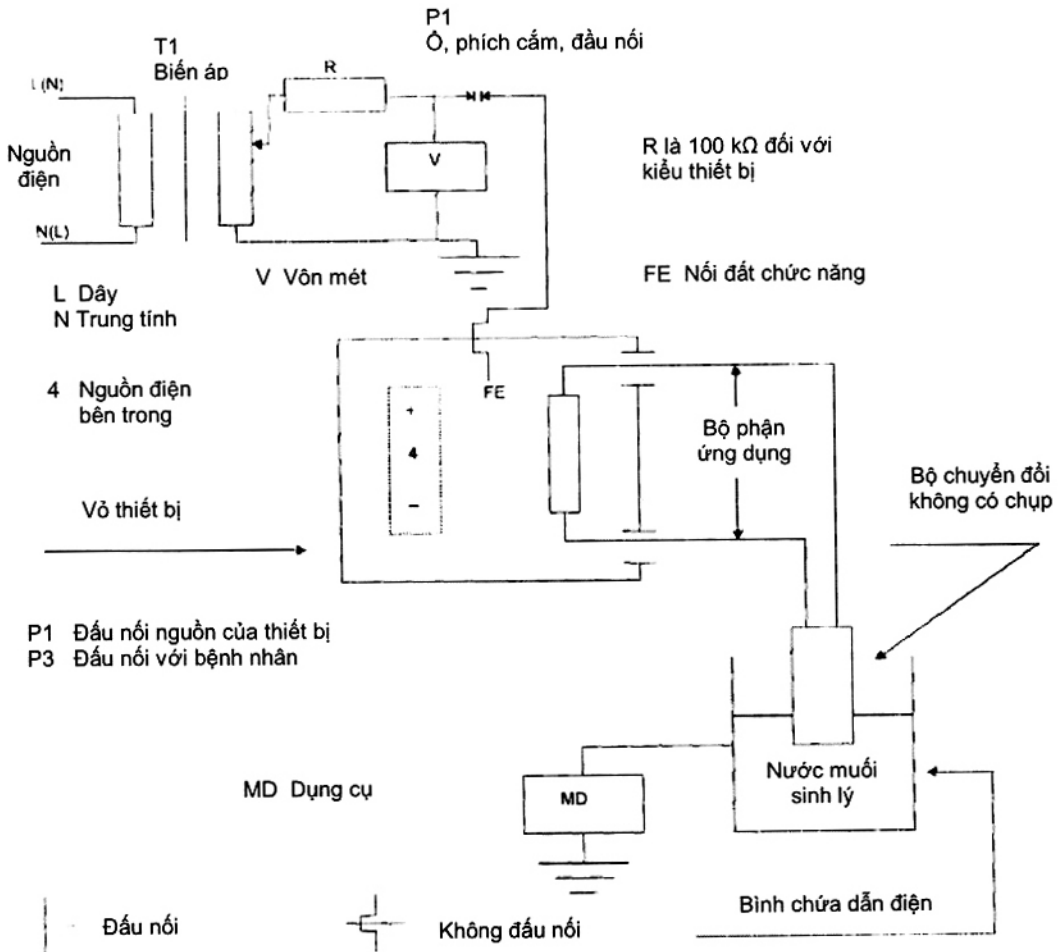 P1
Ô, phích cắm, đầu nối
T1
Biến áp
R
L(N)
Nguồn
điện
V
R là 100 kΩ đối với
kiểu thiết bị
N(L)
V Vôn mét
FE Nối đất chức năng
L Dây
N Trung tính
4 Nguồn điện
bên trong
FE
+
4
–
Bộ phận
ứng dụng
Bộ chuyển đổi
không có chụp
Vỏ thiết bị
P1 Đấu nối nguồn của thiết bị
P3 Đấu nối với bệnh nhân
MD Dụng cụ
MD
Nước muối
sinh lý
Bình chứa dẫn điện
Đấu nối
Không đấu nối